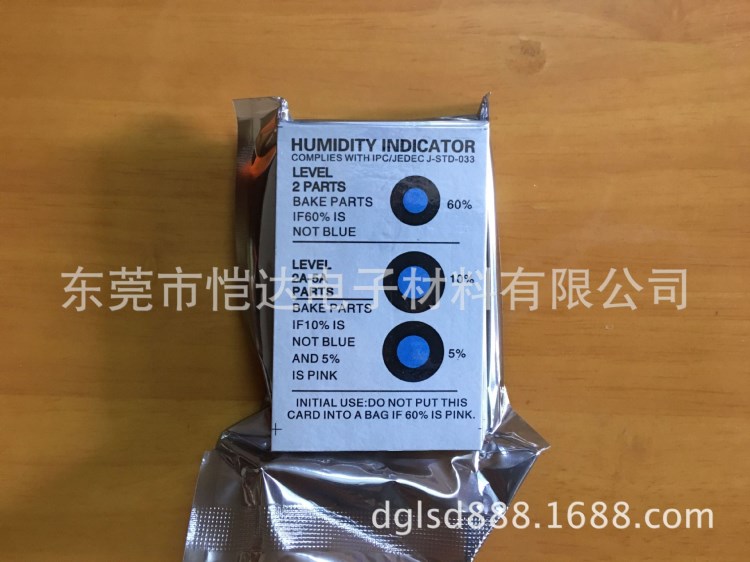 HUMIDITY INDICATOR
COMPLIES WITH IPC/JEDEC J-STD-033
LEVEL
2 PARTS
BAKE PARTS
IF60% IS
NOT BLUE
60%
LEVEL
2A-5A
PARTS
BAKE PARTS
IF10% IS
NOT BLUE
AND 5%
IS PINK
10%
5%
INITIAL USE:DO NOT PUT THIS
CARD INTO A BAG IF 60% IS PINK.
东莞市恺达电子材料有限公司
dglsd888.1688.com